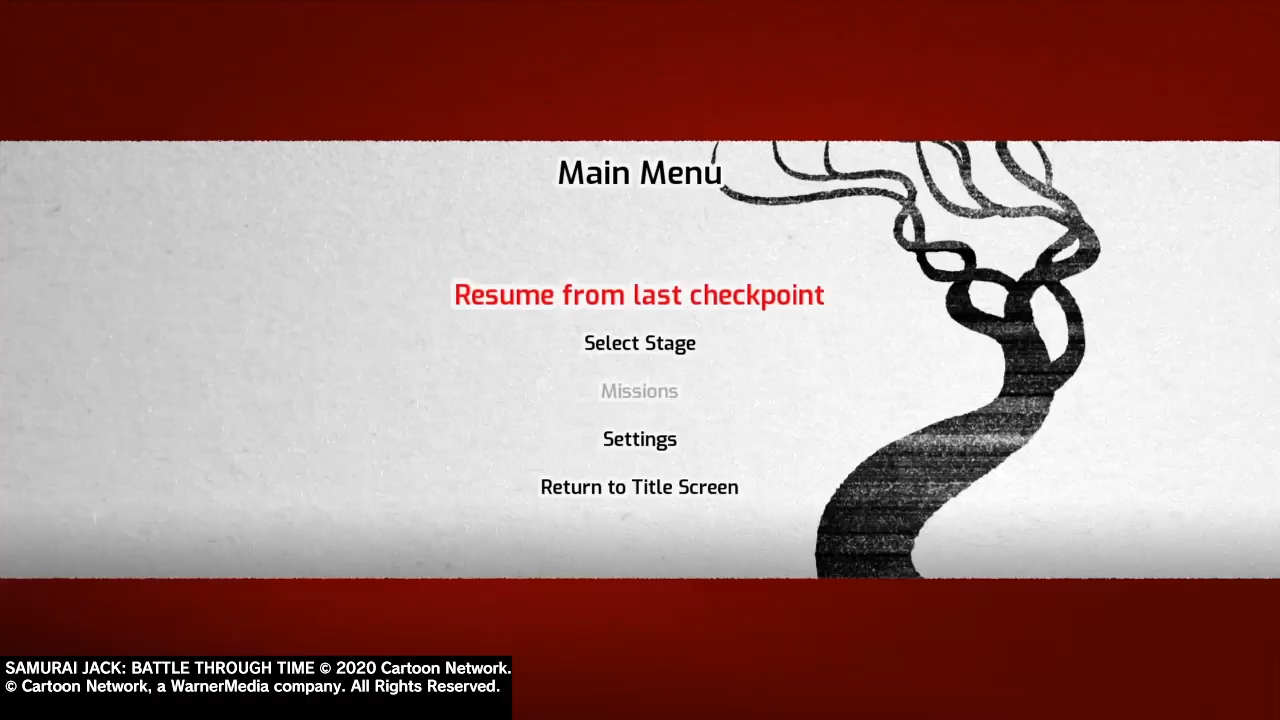 Main Menu
Resume from last checkpoint
Select Stage
Missions
Settings
Return to Title Screen
SAMURAI JACK: BATTLE THROUGH TIME © 2020 Cartoon Network.
© Cartoon Network, a WarnerMedia company. All Rights Reserved.